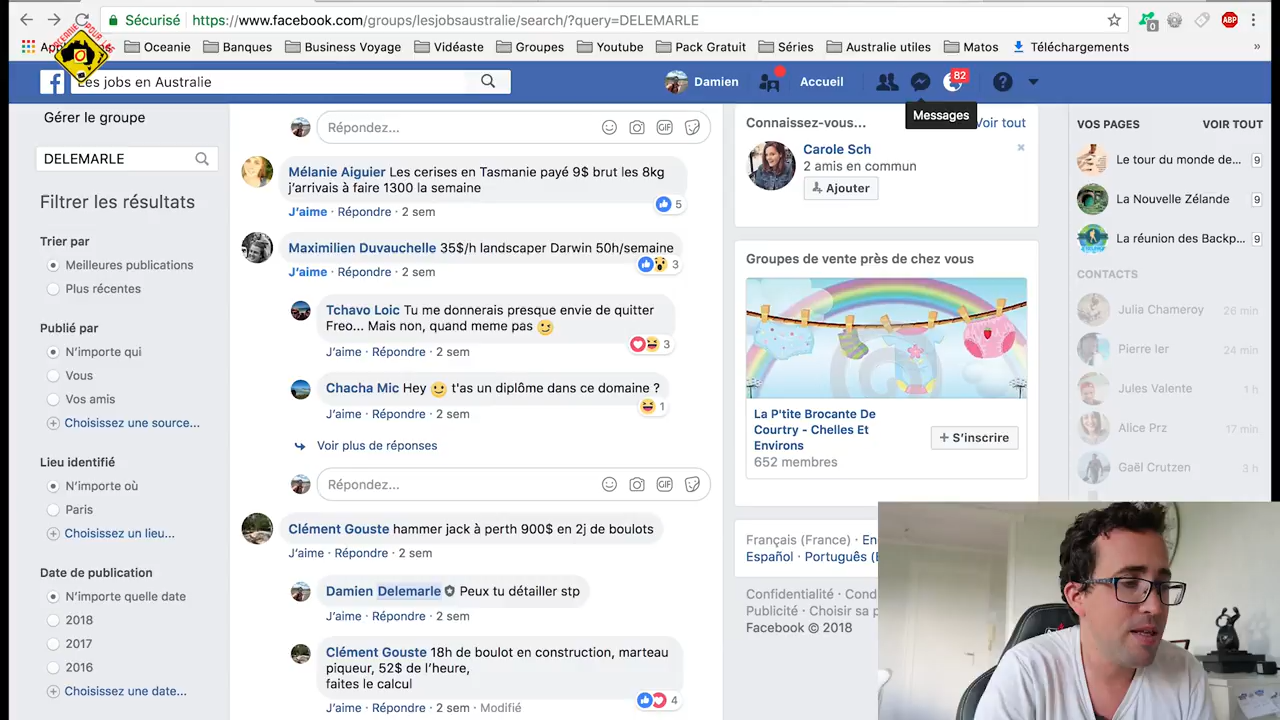 Sécurisé
https://www.facebook.com/groups/lesjobsaustralie/search/?query=DELEMARLE
0
ABP
Oceanie
Banques
Business Voyage
Vidéaste
Groupes
Youtube
Pack Gratuit
Séries
Australie utiles
Matos
Téléchargements
»
Les jobs en Australie
Damien
Accueil
82
Messages
Gérer le groupe
DELEMARLE
Filtrer les résultats
Trier par
Meilleures publications
Plus récentes
Publié par
N'importe qui
Vous
Vos amis
Choisissez une source...
Lieu identifié
N'importe où
Paris
Choisissez un lieu...
Date de publication
N'importe quelle date
2018
2017
2016
Choisissez une date...
Répondez...
GIF
Mélanie Aiguier Les cerises en Tasmanie payé 9$ brut les 8kg
j'arrivais à faire 1300 la semaine
5
J'aime · Répondre · 2 sem
Maximilien Duvauchelle 35$/h landscaper Darwin 50h/semaine
3
J'aime · Répondre · 2 sem
Tchavo Loic Tu me donnerais presque envie de quitter
Freo... Mais non, quand meme pas
3
J'aime · Répondre · 2 sem
Chacha Mic Hey t'as un diplôme dans ce domaine ?
1
J'aime · Répondre · 2 sem
Voir plus de réponses
Répondez...
GIF
Clément Gouste hammer jack à perth 900$ en 2j de boulots
J'aime · Répondre · 2 sem
Damien Delemarle Peux tu détailler stp
J'aime · Répondre · 2 sem
Clément Gouste 18h de boulot en construction, marteau
piqueur, 52$ de l'heure,
faites le calcul
4
J'aime · Répondre · 2 sem · Modifié
Connaissez-vous...
Voir tout
Carole Sch
2 amis en commun
Ajouter
Groupes de vente près de chez vous
La P'tite Brocante De
Courtry - Chelles Et
Environs
652 membres
+ S'inscrire
Français (France) · En
Español · Português (
Confidentialité · Cond
Publicité · Choisir sa p
Facebook © 2018
VOS PAGES
VOIR TOUT
Le tour du monde de...
9
La Nouvelle Zélande
9
La réunion des Backp...
9
CONTACTS
Julia Chameroy
26 min
Pierre Ier
24 min
Jules Valente
1 h
Alice Prz
17 min
Gaël Crutzen
3 h